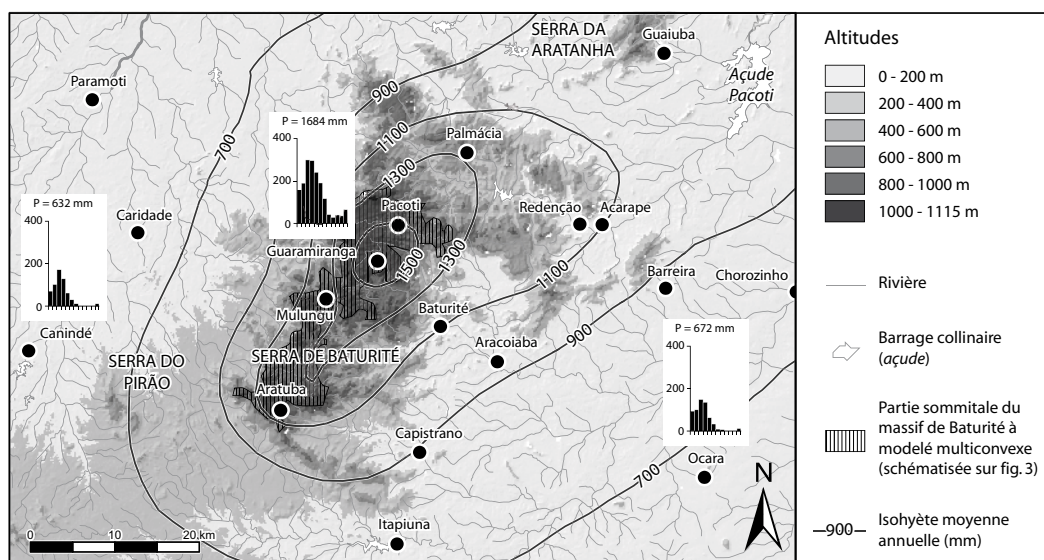 SERRA DA
ARATANHA
Guaiuba
Açude
Pacoti
Paramoti
900
700
1100
P = 1684 mm
400
200
0
Palmácia
1300
P = 632 mm
400
200
0
Caridade
Pacoti
Redenção
Acarape
Guaramiranga
1500
1300
1100
Barreira
Chorozinho
Mulungu
Baturité
Canindé
SERRA DO
PIRÃO
SERRA DE BATURITÉ
Aracoiaba
900
P = 672 mm
400
200
0
Aratuba
Capistrano
700
Ocara
N
Itapiuna
0
10
20 km
Altitudes
0 - 200 m
200 - 400 m
400 - 600 m
600 - 800 m
800 - 1000 m
1000 - 1115 m
Rivière
Barrage collinaire
(açude)
Partie sommitale du
massif de Baturité à
modelé multiconvexe
(schématisée sur fig. 3)
900
Isohyète moyenne
annuelle (mm)